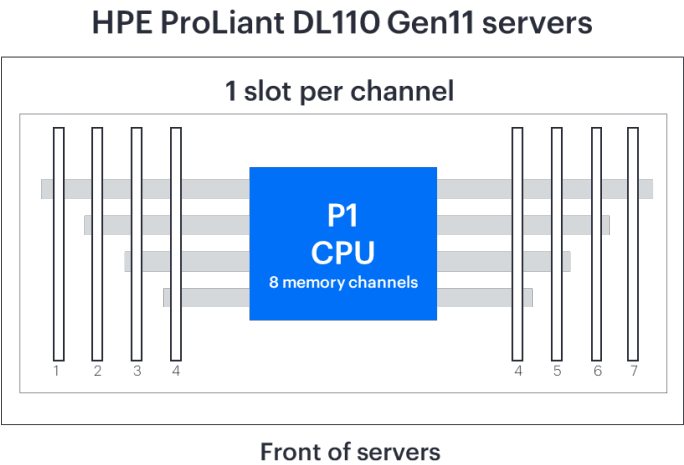 HPE ProLiant DL110 Gen11 servers
1 slot per channel
P1
CPU
8 memory channels
1 2 3 4 4 5 6 7
Front of servers